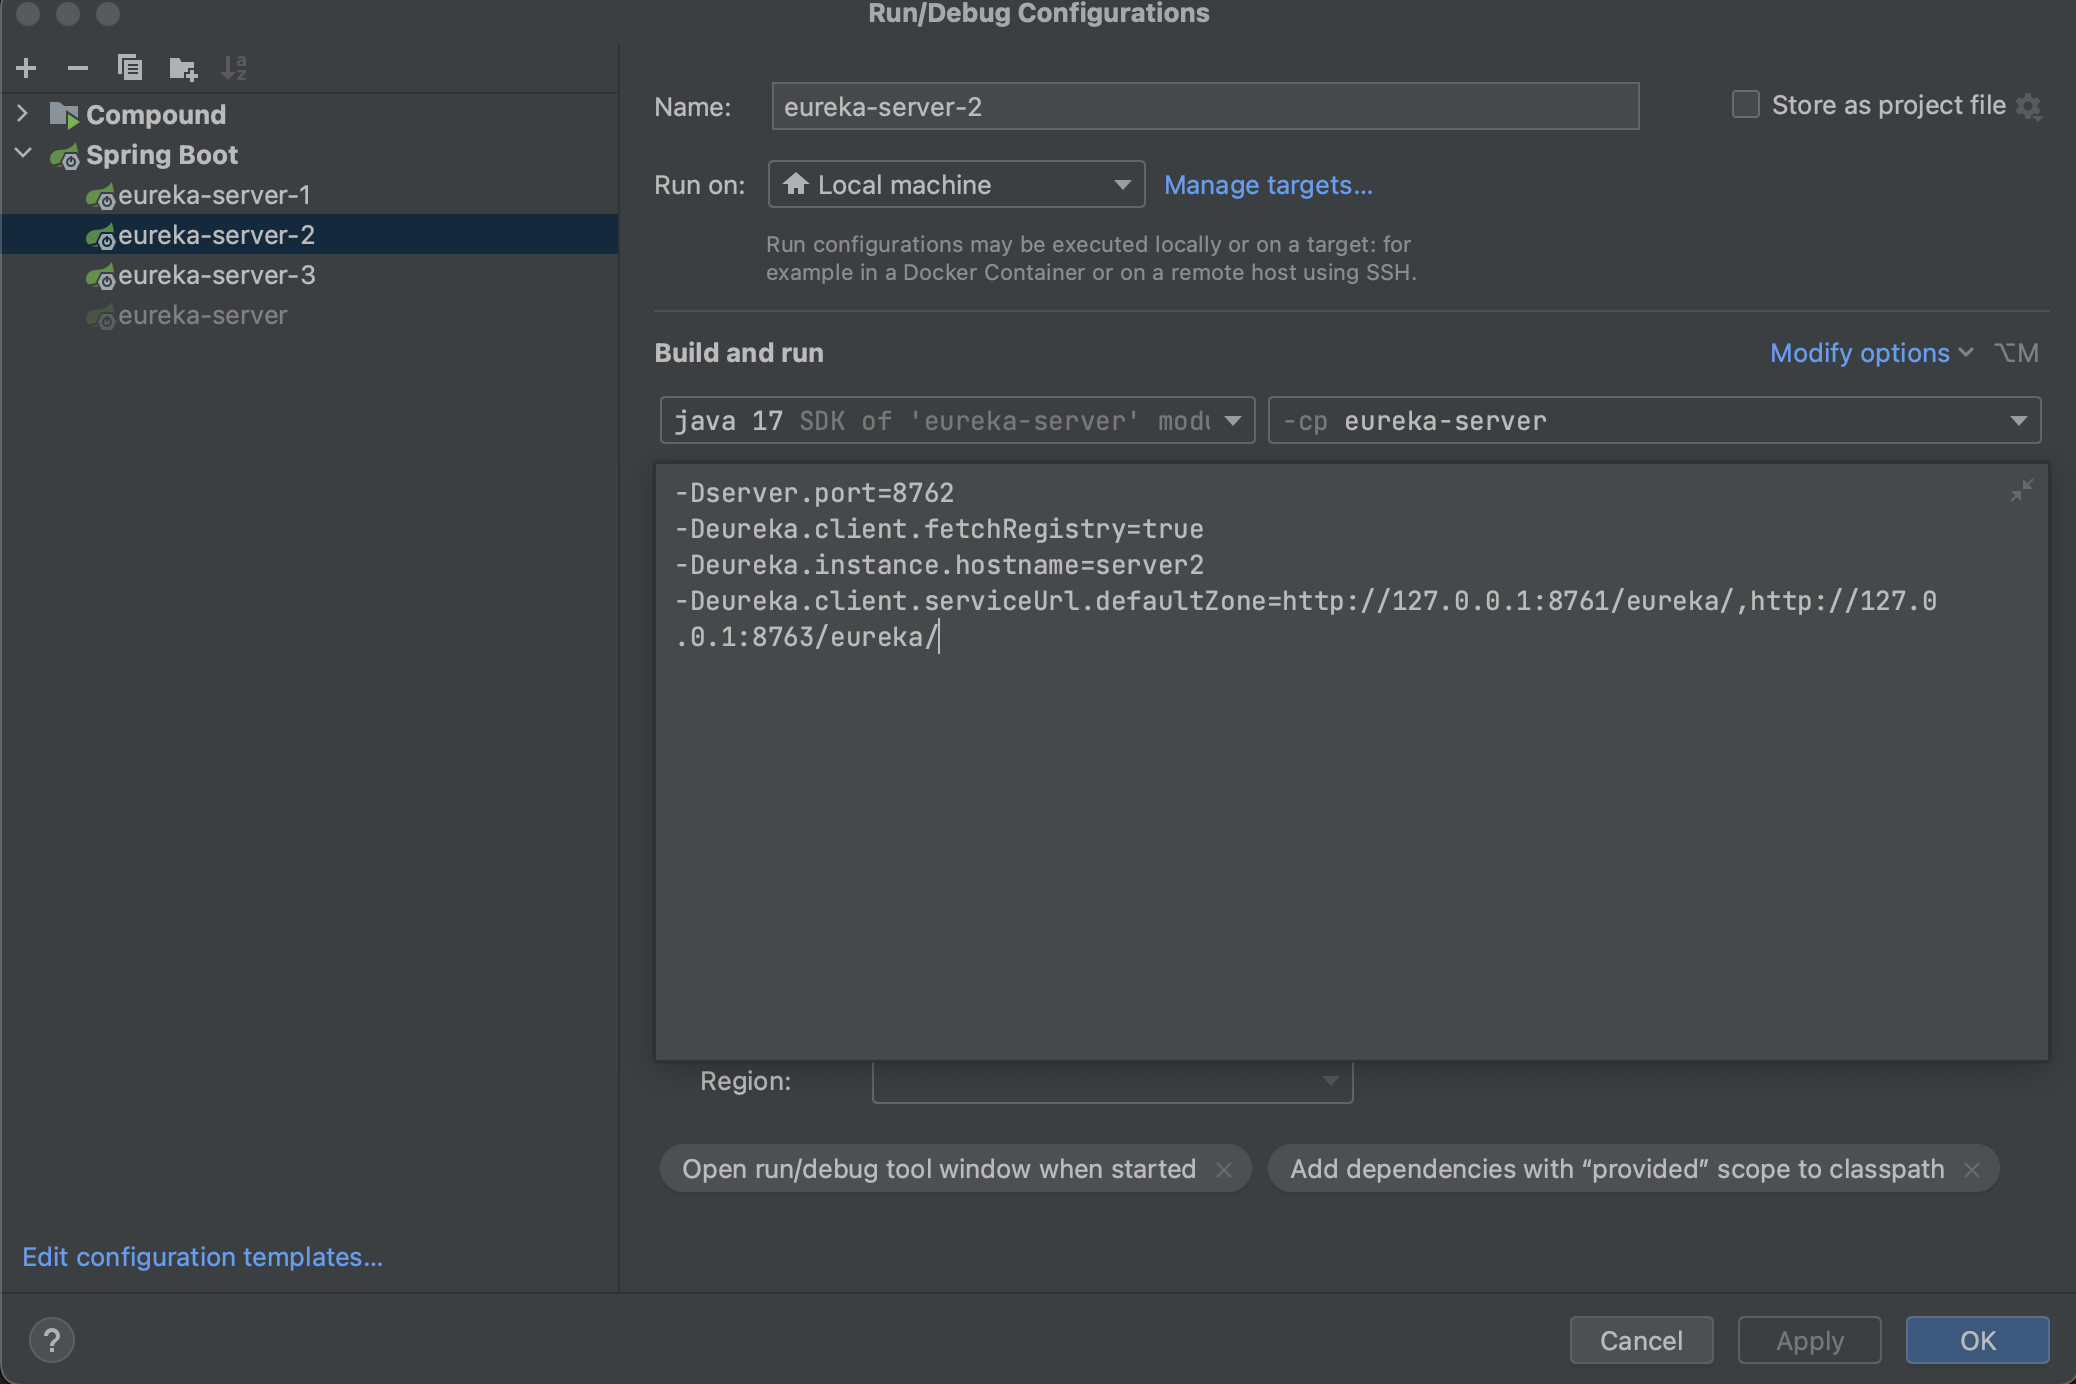 Run/Debug Configurations
Compound
Spring Boot
eureka-server-1
eureka-server-2
eureka-server-3
eureka-server
Edit configuration templates...
Name: eureka-server-2 Store as project file
Run on: Local machine Manage targets...
Run configurations may be executed locally or on a target: for
example in a Docker Container or on a remote host using SSH.
Build and run Modify options ⌥M
java 17 SDK of 'eureka-server' -cp eureka-server
-Dserver.port=8762
-Deureka.client.fetchRegistry=true
-Deureka.instance.hostname=server2
-Deureka.client.serviceUrl.defaultZone=http://127.0.0.1:8761/eureka/,http://127.0
.0.1:8763/eureka/
Region:
Open run/debug tool window when started × Add dependencies with “provided” scope to classpath ×
? Cancel Apply OK